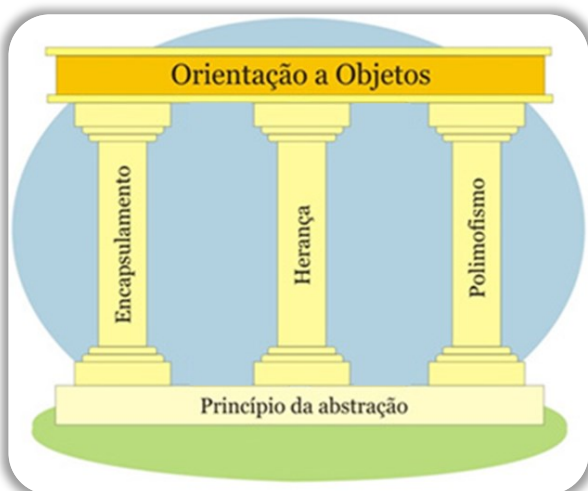 Orientação a Objetos
Encapsulamento
Herança
Polimofismo
Princípio da abstração